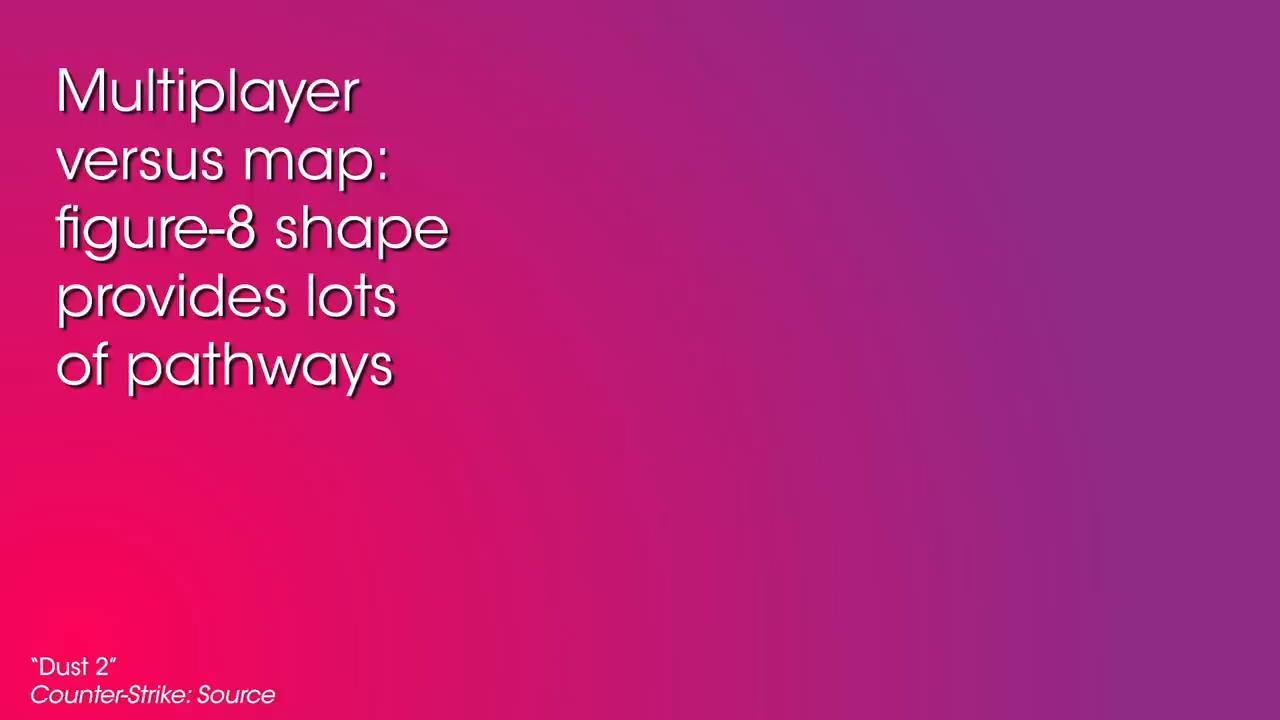 Multiplayer
versus map:
figure-8 shape
provides lots
of pathways
“Dust 2”
Counter-Strike: Source